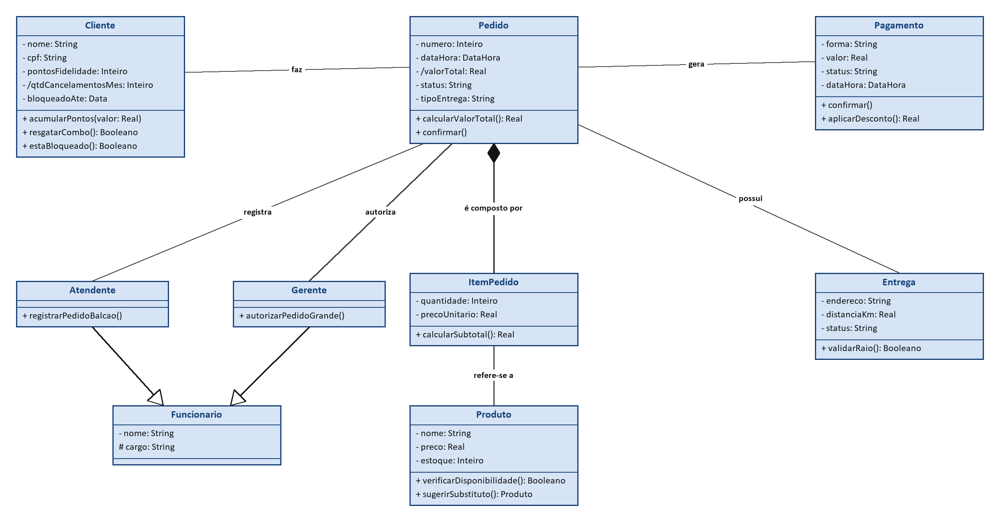 Cliente
- nome: String
- cpf: String
- pontosFidelidade: Inteiro
- /qtdCancelamentosMes: Inteiro
- bloqueadoAte: Data
+ acumularPontos(valor: Real)
+ resgatarCombo(): Booleano
+ estaBloqueado(): Booleano
faz
Pedido
- numero: Inteiro
- dataHora: DataHora
- /valorTotal: Real
- status: String
- tipoEntrega: String
+ calcularValorTotal(): Real
+ confirmar()
gera
Pagamento
- forma: String
- valor: Real
- status: String
- dataHora: DataHora
+ confirmar()
+ aplicarDesconto(): Real
registra
autoriza
é composto por
possui
Atendente
+ registrarPedidoBalcao()
Gerente
+ autorizarPedidoGrande()
ItemPedido
- quantidade: Inteiro
- precoUnitario: Real
+ calcularSubtotal(): Real
Entrega
- endereco: String
- distanciaKm: Real
- status: String
+ validarRaio(): Booleano
refere-se a
Funcionario
- nome: String
# cargo: String
Produto
- nome: String
- preco: Real
- estoque: Inteiro
+ verificarDisponibilidade(): Booleano
+ sugerirSubstituto(): Produto